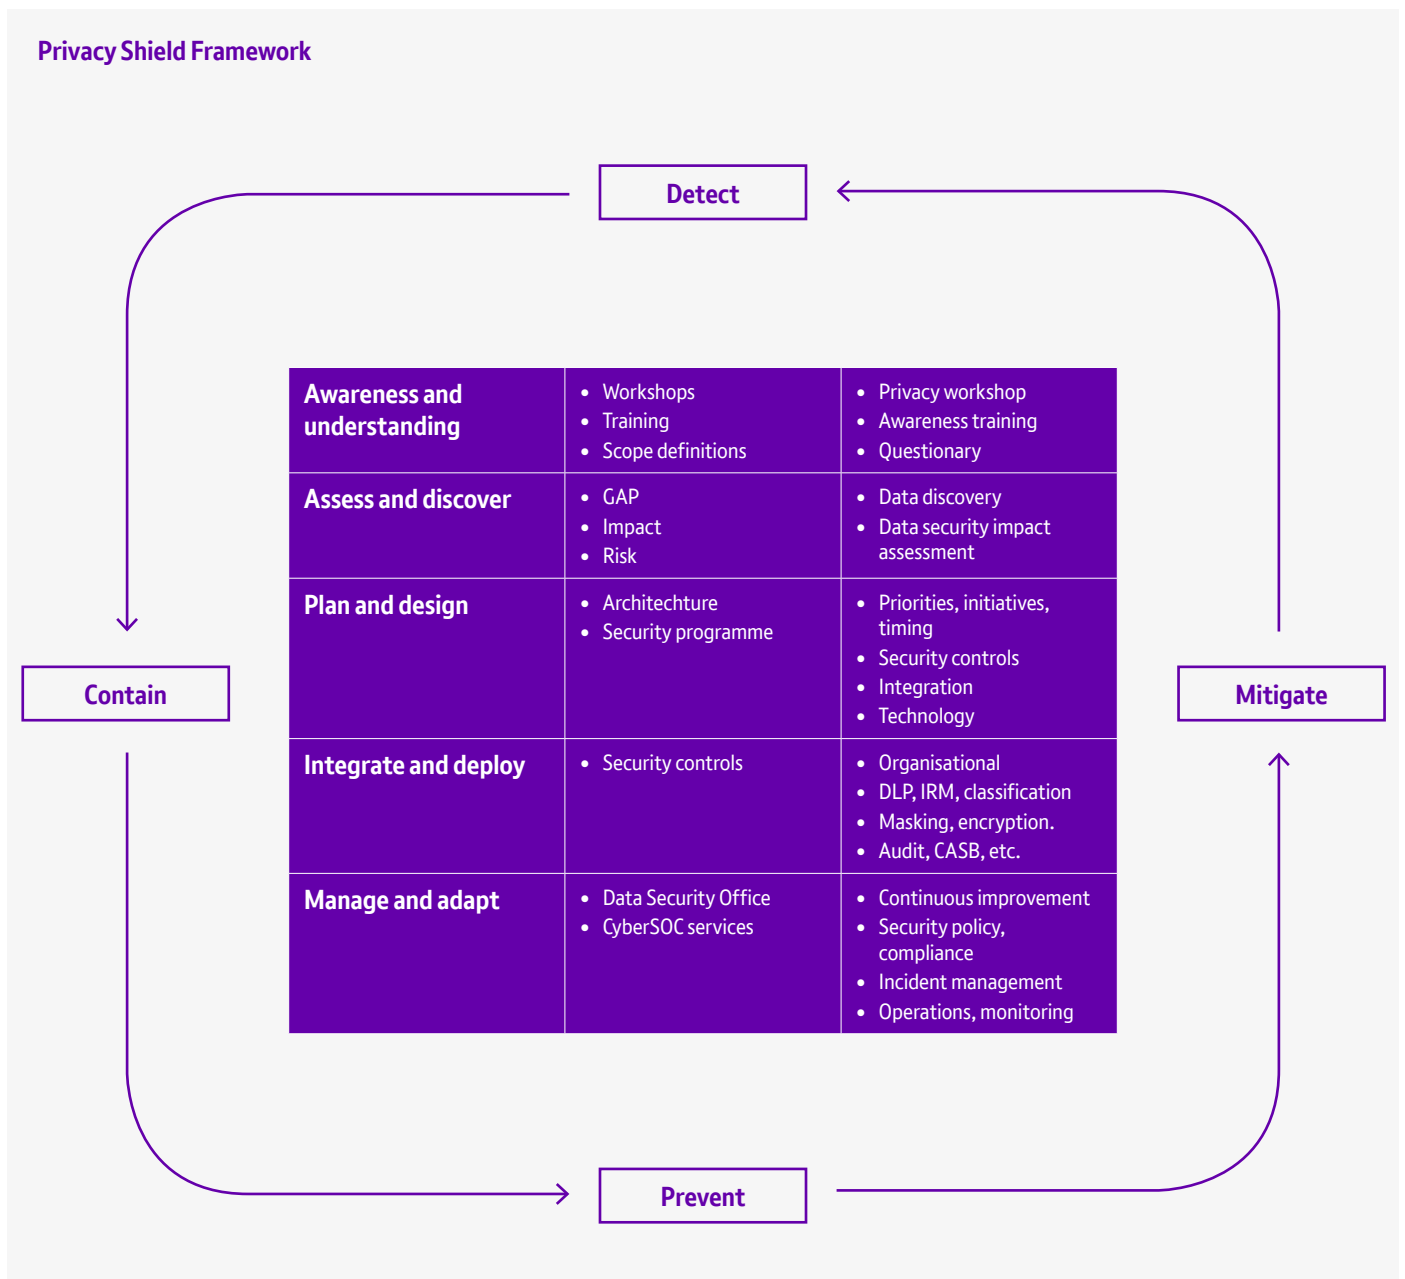 Privacy Shield Framework
Detect
Contain
Mitigate
Prevent
Awareness and
understanding
• Workshops
• Training
• Scope definitions
• Privacy workshop
• Awareness training
• Questionary
Assess and discover
• GAP
• Impact
• Risk
• Data discovery
• Data security impact
assessment
Plan and design
• Architechture
• Security programme
• Priorities, initiatives,
timing
• Security controls
• Integration
• Technology
Integrate and deploy
• Security controls
• Organisational
• DLP, IRM, classification
• Masking, encryption.
• Audit, CASB, etc.
Manage and adapt
• Data Security Office
• CyberSOC services
• Continuous improvement
• Security policy,
compliance
• Incident management
• Operations, monitoring